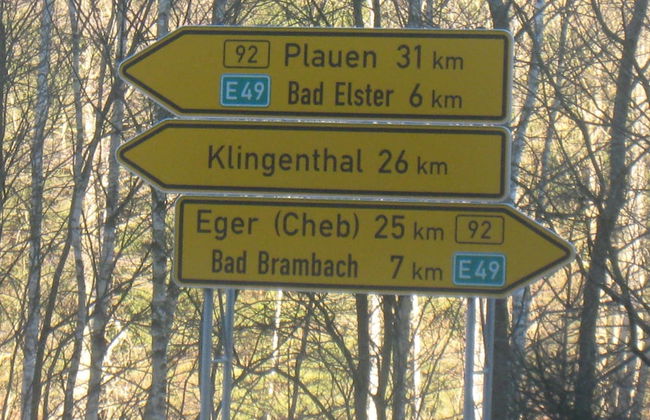 92 Plauen 31 km
E49 Bad Elster 6 km
Klingenthal 26 km
Eger (Cheb) 25 km 92
Bad Brambach 7 km E49